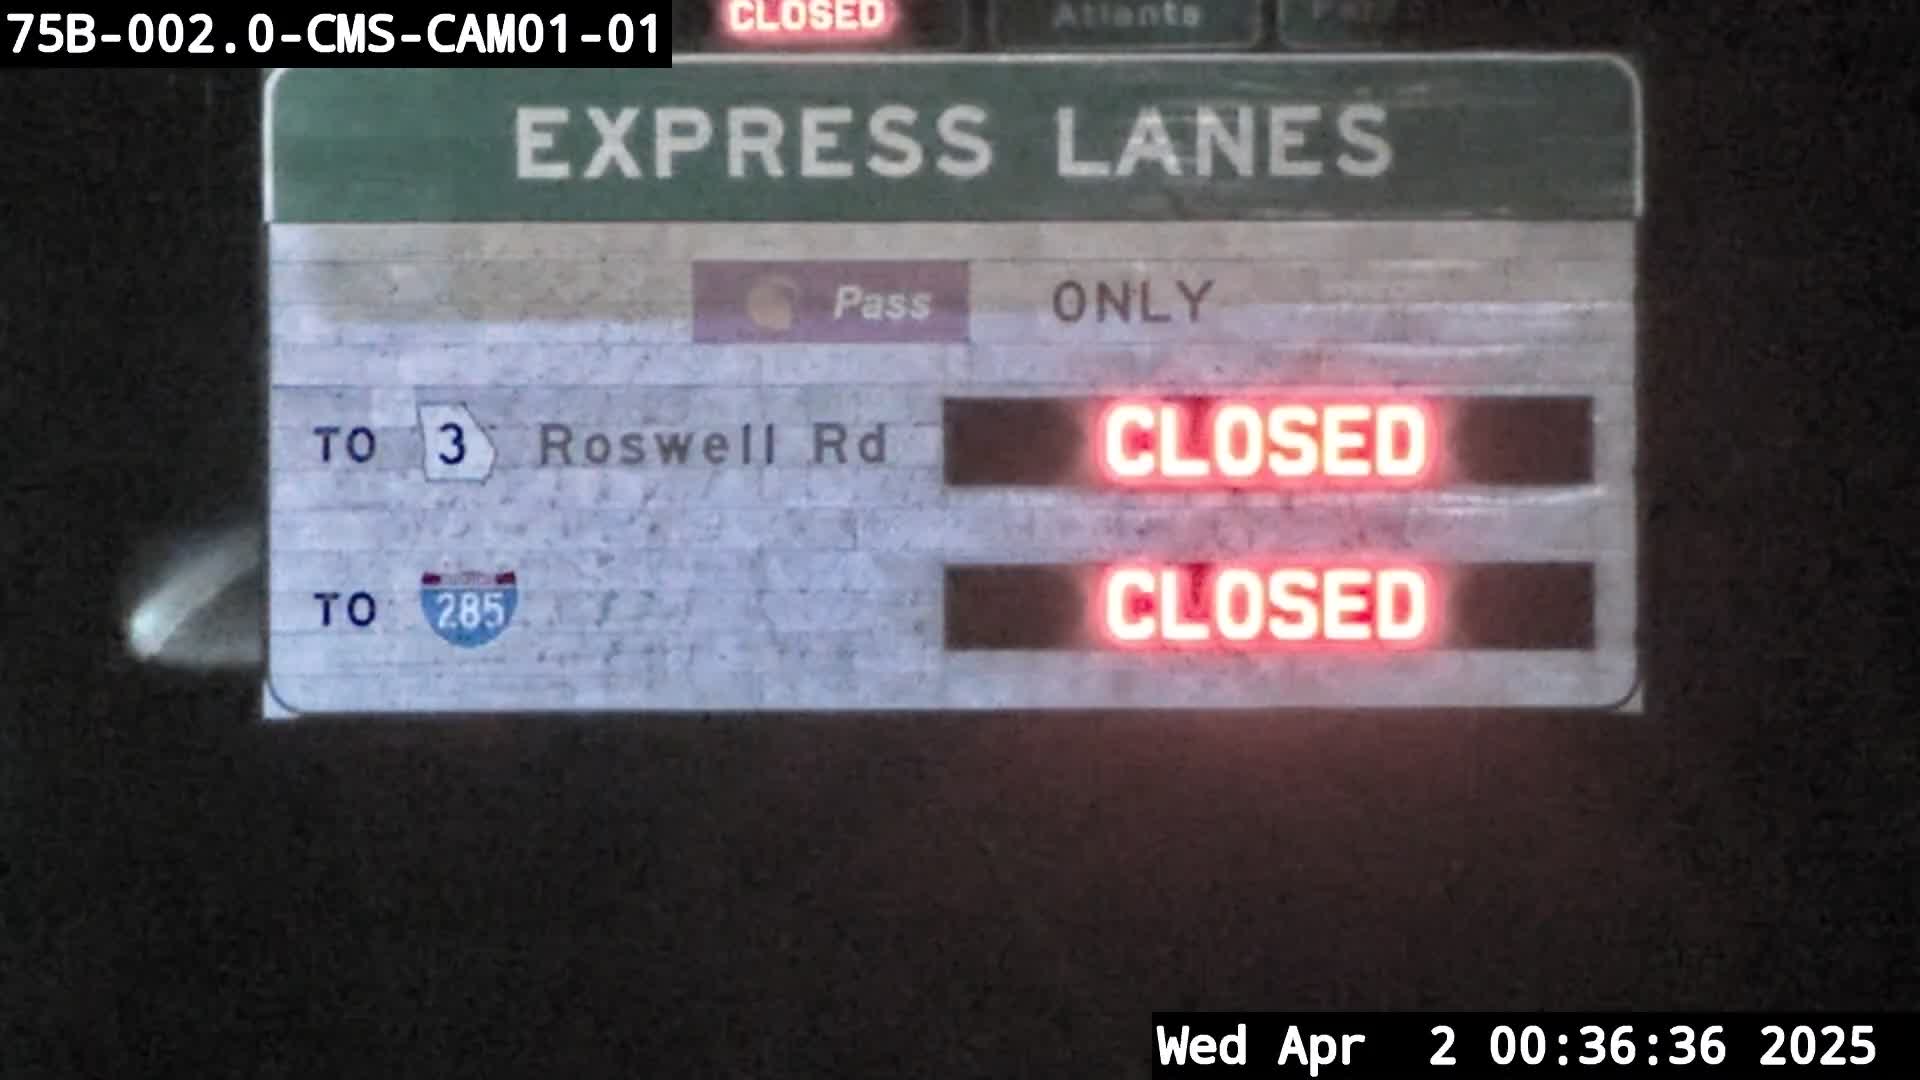 75B-002.0-CMS-CAM01-01
CLOSED
Atlanta
EXPRESS LANES
Pass ONLY
TO 3 Roswell Rd CLOSED
TO 285 CLOSED
Wed Apr 2 00:36:36 2025